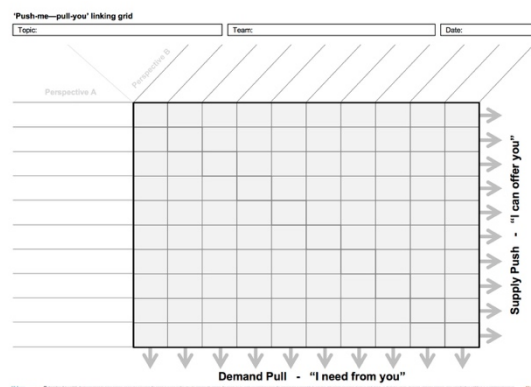 'Push-me—pull-you' linking grid
Topic:
Team:
Date:
Perspective B
Perspective A
Supply Push - "I can offer you"
Demand Pull - "I need from you"